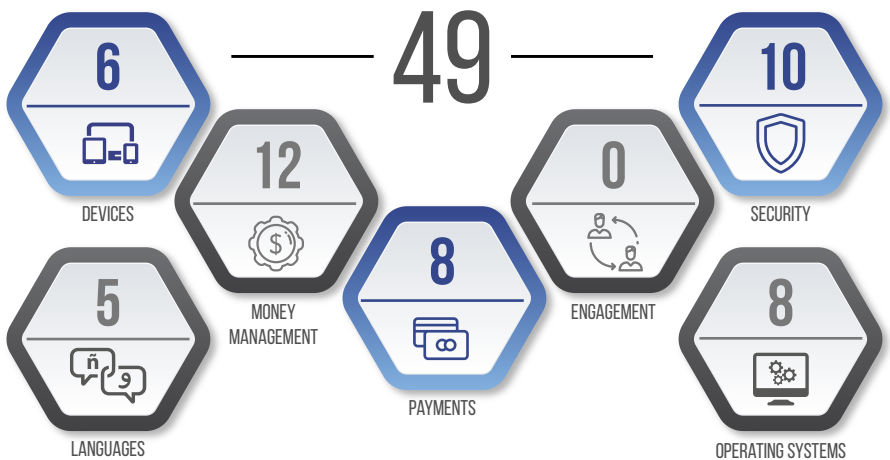 49
6
DEVICES
12
MONEY
MANAGEMENT
8
PAYMENTS
0
ENGAGEMENT
10
SECURITY
5
ñ
و
LANGUAGES
8
OPERATING SYSTEMS